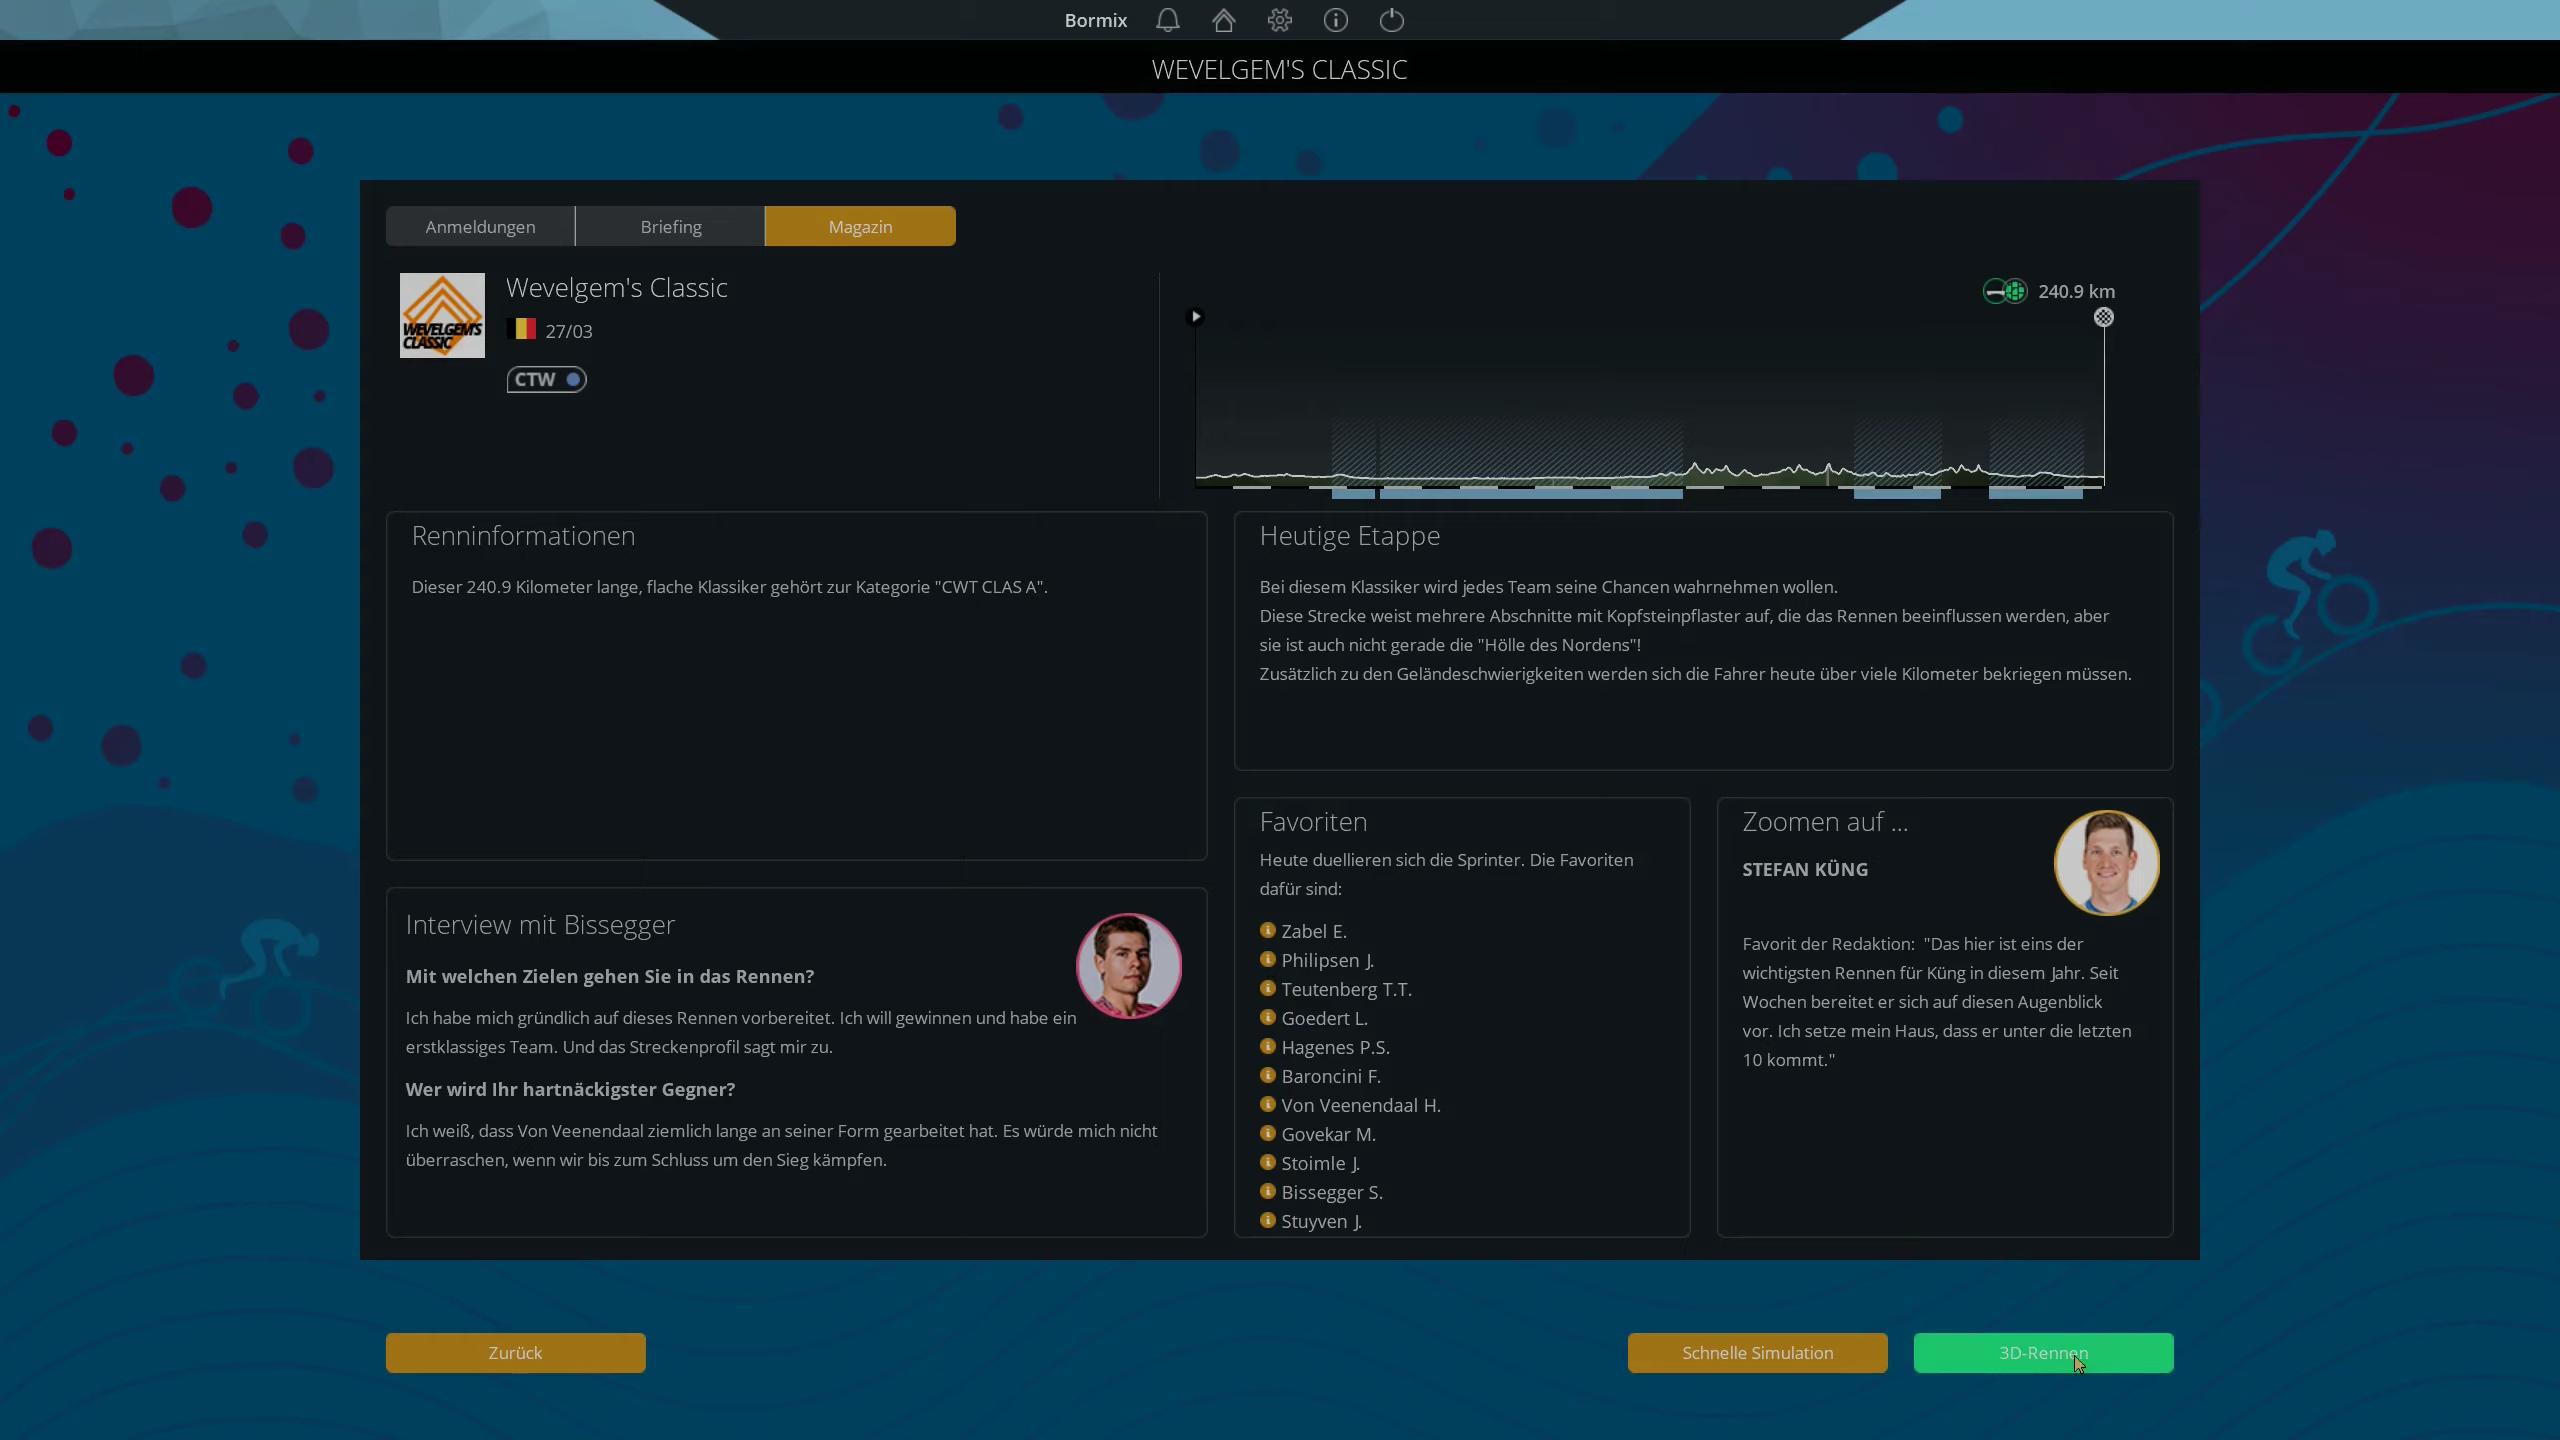 Bormix
WEVELGEM'S CLASSIC
Anmeldungen
Briefing
Magazin
WEVELGEM'S
CLASSIC
Wevelgem's Classic
27/03
CTW
240.9 km
Renninformationen
Dieser 240.9 Kilometer lange, flache Klassiker gehört zur Kategorie "CWT CLAS A".
Heutige Etappe
Bei diesem Klassiker wird jedes Team seine Chancen wahrnehmen wollen.
Diese Strecke weist mehrere Abschnitte mit Kopfsteinpflaster auf, die das Rennen beeinflussen werden, aber
sie ist auch nicht gerade die "Hölle des Nordens"!
Zusätzlich zu den Geländeschwierigkeiten werden sich die Fahrer heute über viele Kilometer bekriegen müssen.
Interview mit Bissegger
Mit welchen Zielen gehen Sie in das Rennen?
Ich habe mich gründlich auf dieses Rennen vorbereitet. Ich will gewinnen und habe ein
erstklassiges Team. Und das Streckenprofil sagt mir zu.
Wer wird Ihr hartnäckigster Gegner?
Ich weiß, dass Von Veenendaal ziemlich lange an seiner Form gearbeitet hat. Es würde mich nicht
überraschen, wenn wir bis zum Schluss um den Sieg kämpfen.
Favoriten
Heute duellieren sich die Sprinter. Die Favoriten
dafür sind:
Zabel E.
Philipsen J.
Teutenberg T.T.
Goedert L.
Hagenes P.S.
Baroncini F.
Von Veenendaal H.
Govekar M.
Stoimle J.
Bissegger S.
Stuyven J.
Zoomen auf ...
STEFAN KÜNG
Favorit der Redaktion:  "Das hier ist eins der
wichtigsten Rennen für Küng in diesem Jahr. Seit
Wochen bereitet er sich auf diesen Augenblick
vor. Ich setze mein Haus, dass er unter die letzten
10 kommt."
Zurück
Schnelle Simulation
3D-Rennen